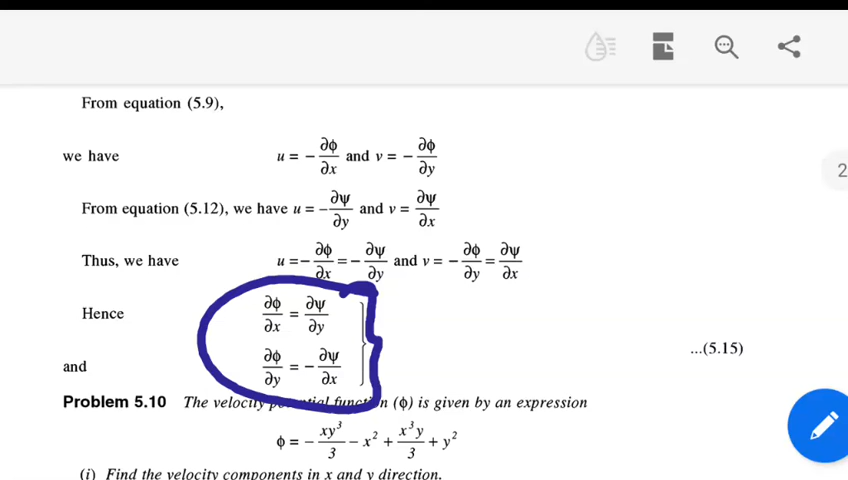 From equation (5.9),
we have u = − ∂ϕ/∂x and v = − ∂ϕ/∂y
From equation (5.12), we have u = − ∂ψ/∂y and v = ∂ψ/∂x
Thus, we have u = − ∂ϕ/∂x = − ∂ψ/∂y and v = − ∂ϕ/∂y = ∂ψ/∂x
Hence ∂ϕ/∂x = ∂ψ/∂y
and ∂ϕ/∂y = − ∂ψ/∂x ...(5.15)
Problem 5.10 The velocity potential function (ϕ) is given by an expression
ϕ = − xy³/3 − x² + x³y/3 + y²
(i) Find the velocity components in x and y direction.
2